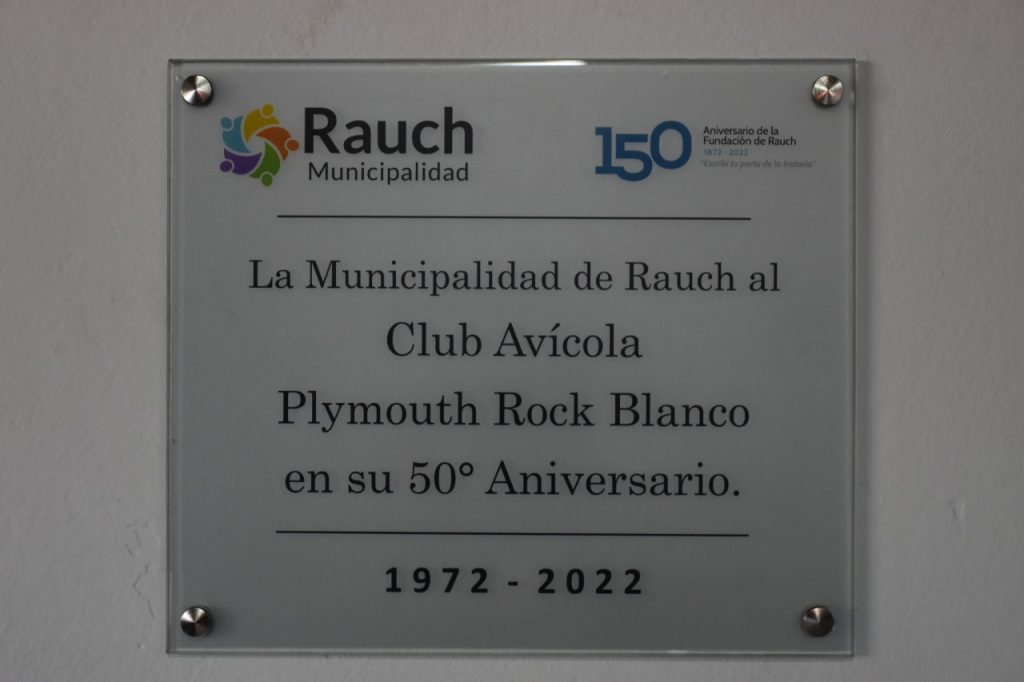 Rauch
Municipalidad
150
Aniversario de la
Fundación de Rauch
1872 - 2022
"Escribí tu parte de la historia"
La Municipalidad de Rauch al
Club Avícola
Plymouth Rock Blanco
en su 50° Aniversario.
1972 - 2022